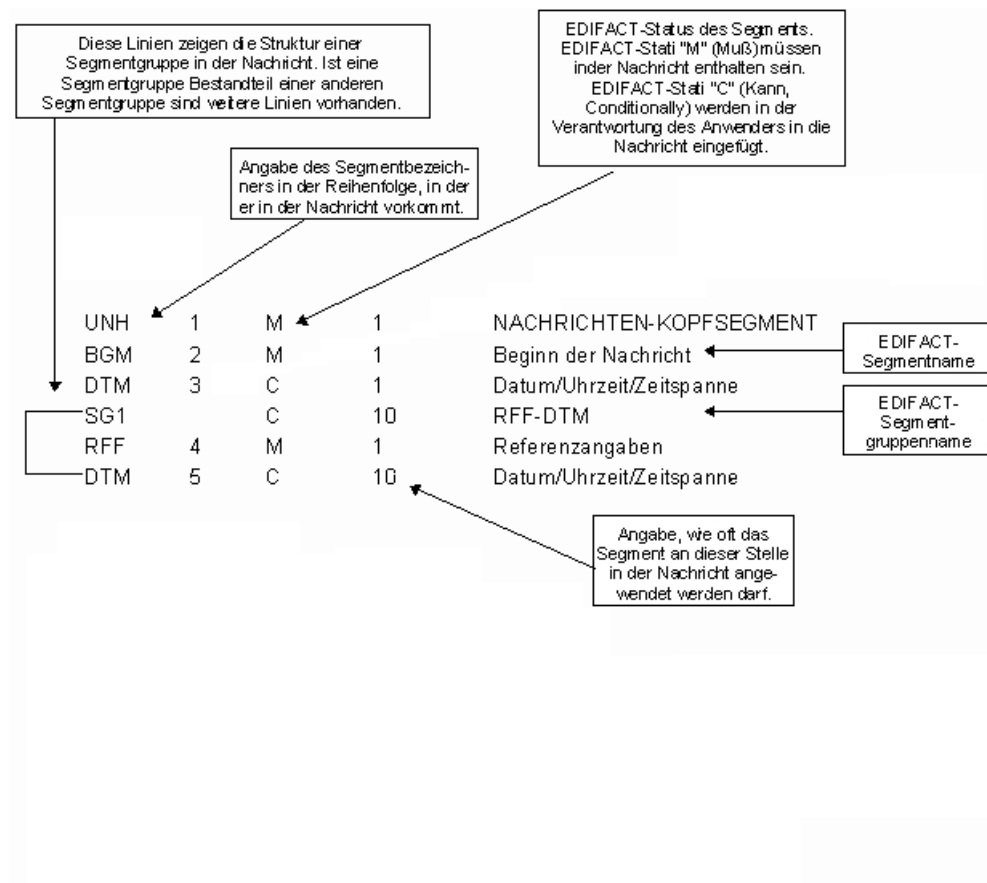 Diese Linien zeigen die Struktur einer
Segmentgruppe in der Nachricht. Ist eine
Segmentgruppe Bestandteil einer anderen
Segmentgruppe sind weitere Linien vorhanden.
EDIFACT-Status des Segments.
EDIFACT-Stati "M" (Muß) müssen
inder Nachricht enthalten sein.
EDIFACT-Stati "C" (Kann,
Conditionally) werden in der
Verantwortung des Anwenders in die
Nachricht eingefügt.
Angabe des Segmentbezeich-
ners in der Reihenfolge, in der
er in der Nachricht vorkommt.
UNH 1 M 1 NACHRICHTEN-KOPFSEGMENT
BGM 2 M 1 Beginn der Nachricht
DTM 3 C 1 Datum/Uhrzeit/Zeitspanne
SG1 C 10 RFF-DTM
RFF 4 M 1 Referenzangaben
DTM 5 C 10 Datum/Uhrzeit/Zeitspanne
EDIFACT-
Segmentname
EDIFACT-
Segment-
gruppenname
Angabe, wie oft das
Segment an dieser Stelle
in der Nachricht ange-
wendet werden darf.